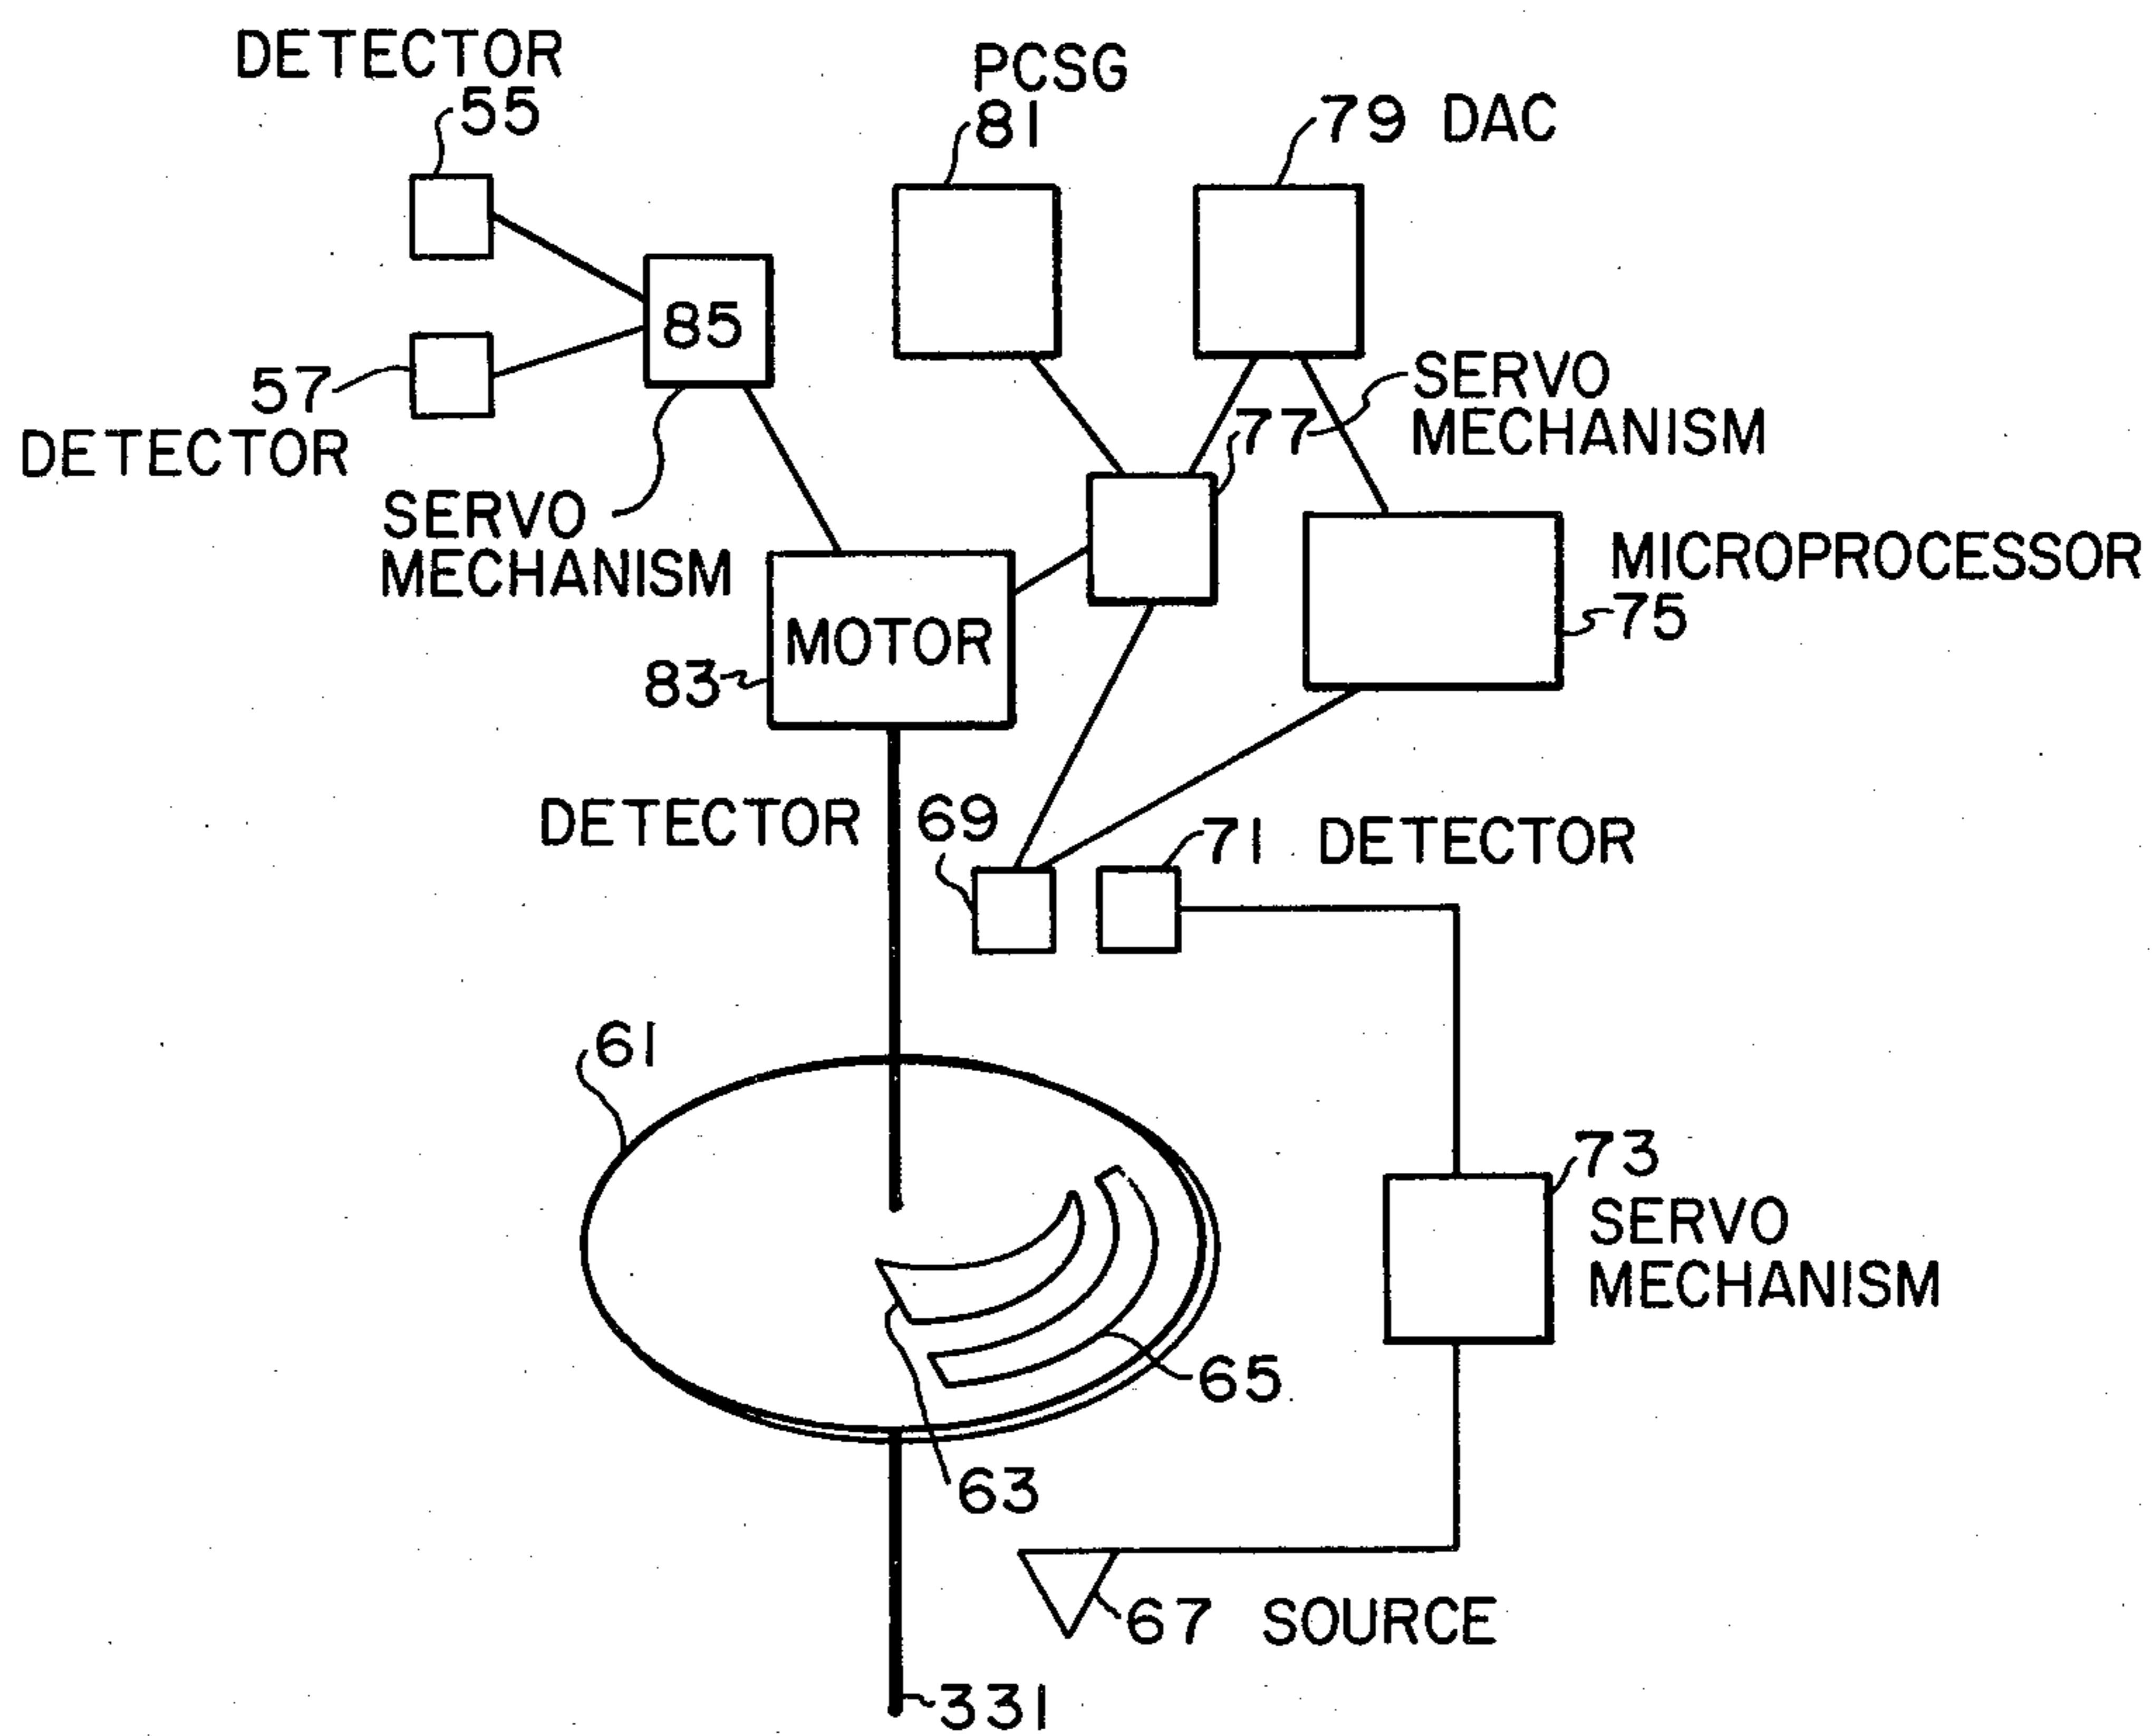 DETECTOR
55
PCSG
81
79 DAC
85
57
DETECTOR
SERVO
MECHANISM
77
SERVO
MECHANISM
MICROPROCESSOR
75
MOTOR
83
DETECTOR 69
71 DETECTOR
61
73
SERVO
MECHANISM
65
63
67 SOURCE
331